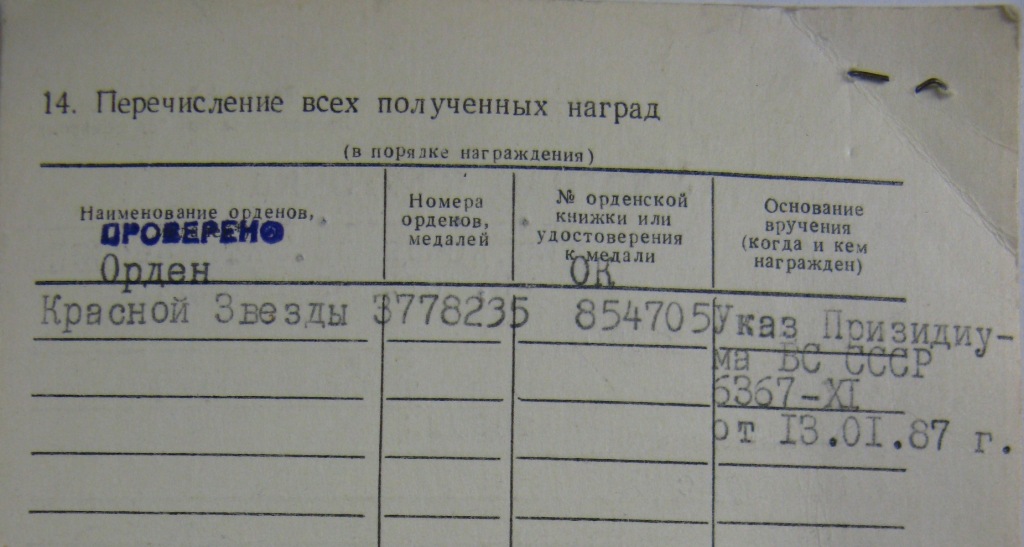 14. Перечисление всех полученных наград
(в порядке награждения)
Наименование орденов,
ПРОВЕРЕНО
Номера
орденов,
медалей
№ орденской
книжки или
удостоверения
к медали
Основание
вручения
(когда и кем
награжден)
Орден
ОК
Красной Звезды 3778235 854705 Указ Призидиу-
ма ВС СССР
6367-XI
от 13.01.87 г.